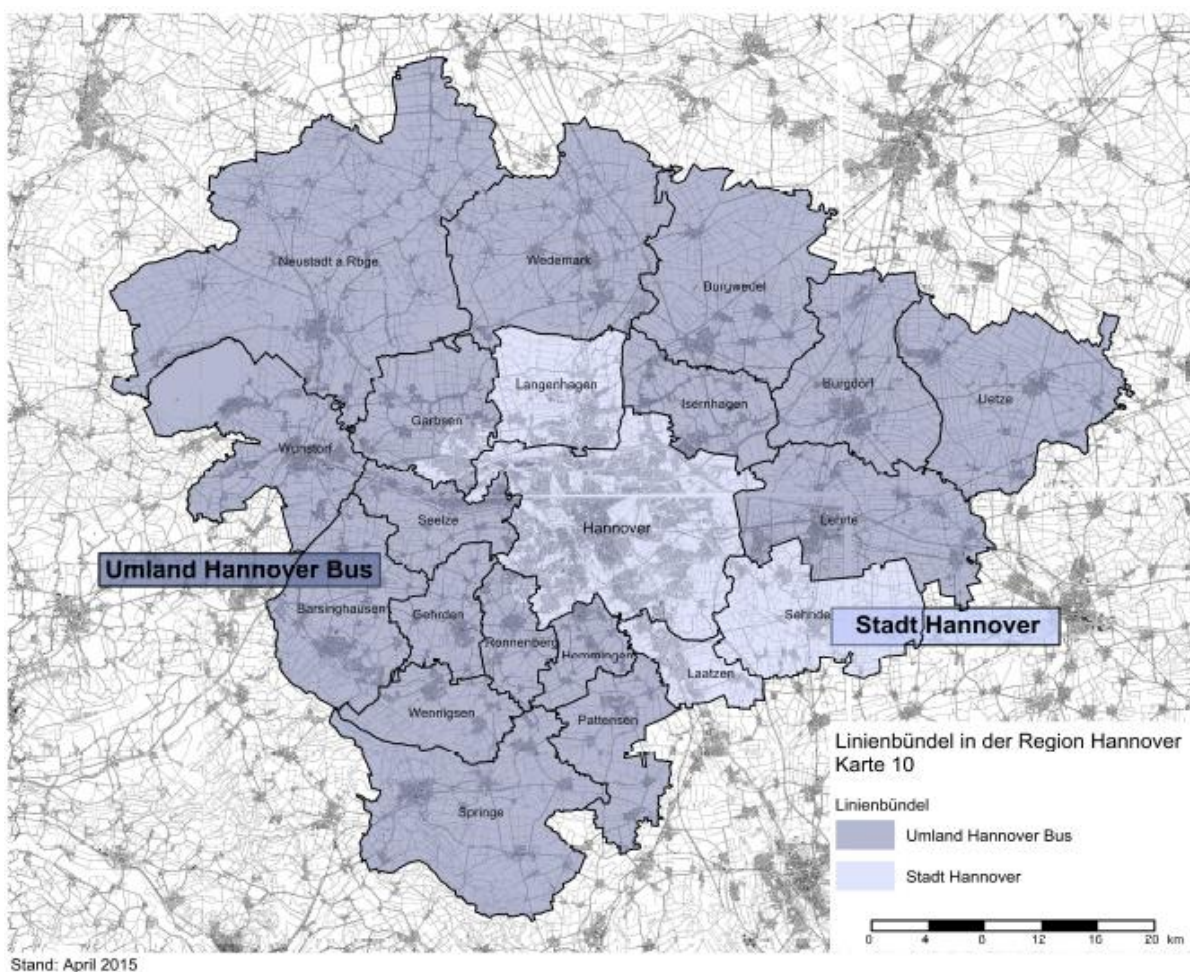 Neustadt a.Rbge
Wedemark
Burgwedel
Langenhagen
Isernhagen
Burgdorf
Uetze
Garbsen
Wunstorf
Seelze
Hannover
Lehrte
Umland Hannover Bus
Barsinghausen
Gehrden
Ronnenberg
Hemmingen
Sehnde
Stadt Hannover
Laatzen
Wennigsen
Pattensen
Springe
Linienbündel in der Region Hannover
Karte 10
Linienbündel
Umland Hannover Bus
Stadt Hannover
0 4 8 12 16 20 km
Stand: April 2015